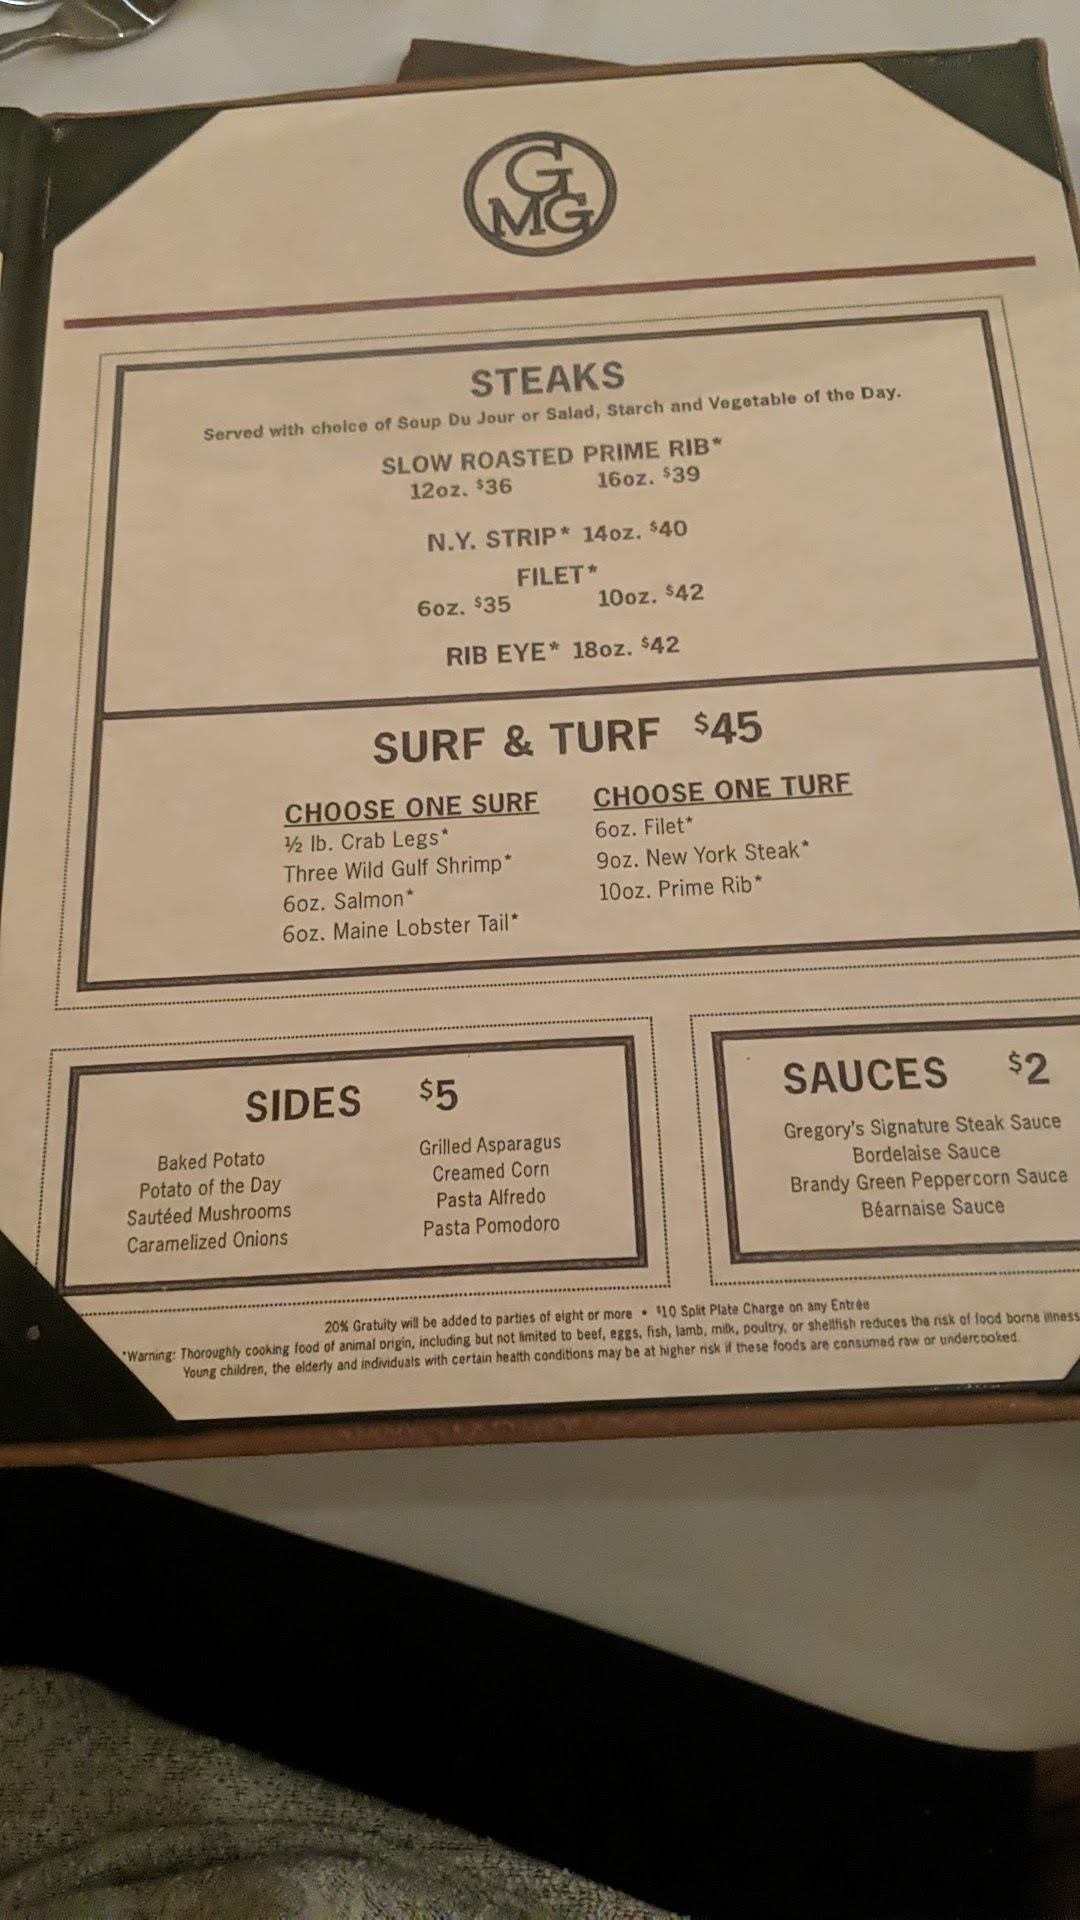 G
MG
STEAKS
Served with choice of Soup Du Jour or Salad, Starch and Vegetable of the Day.
SLOW ROASTED PRIME RIB*
12oz. $36 16oz. $39
N.Y. STRIP* 14oz. $40
FILET*
6oz. $35 10oz. $42
RIB EYE* 18oz. $42
SURF & TURF $45
CHOOSE ONE SURF
½ lb. Crab Legs*
Three Wild Gulf Shrimp*
6oz. Salmon*
6oz. Maine Lobster Tail*
CHOOSE ONE TURF
6oz. Filet*
9oz. New York Steak*
10oz. Prime Rib*
SIDES $5
Baked Potato
Potato of the Day
Sautéed Mushrooms
Caramelized Onions
Grilled Asparagus
Creamed Corn
Pasta Alfredo
Pasta Pomodoro
SAUCES $2
Gregory's Signature Steak Sauce
Bordelaise Sauce
Brandy Green Peppercorn Sauce
Béarnaise Sauce
20% Gratuity will be added to parties of eight or more • $10 Split Plate Charge on any Entrée
*Warning: Thoroughly cooking food of animal origin, including but not limited to beef, eggs, fish, lamb, milk, poultry, or shellfish reduces the risk of food borne illness
Young children, the elderly and individuals with certain health conditions may be at higher risk if these foods are consumed raw or undercooked.